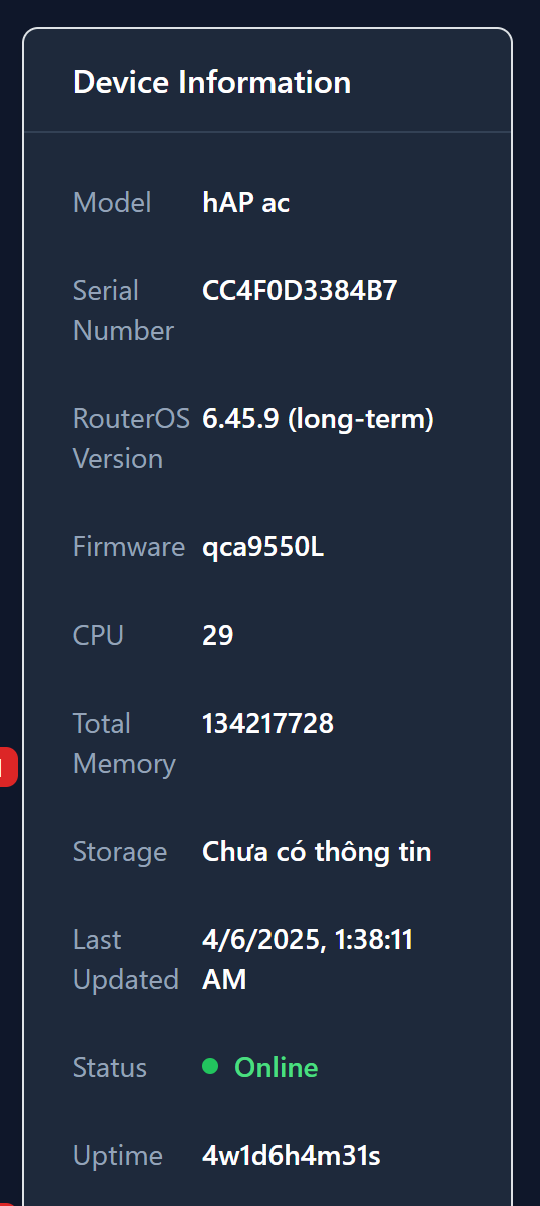 Device Information
Model hAP ac
Serial Number CC4F0D3384B7
RouterOS Version 6.45.9 (long-term)
Firmware qca9550L
CPU 29
Total Memory 134217728
Storage Chưa có thông tin
Last Updated 4/6/2025, 1:38:11 AM
Status Online
Uptime 4w1d6h4m31s